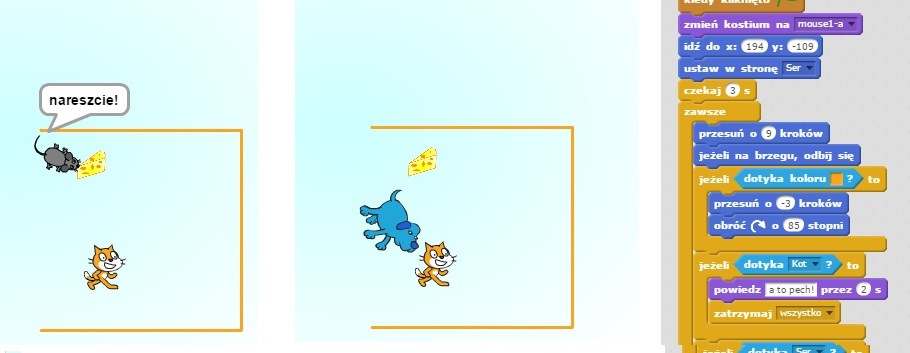 nareszcie!
kiedy kliknięto
zmień kostium na mouse1-a
idź do x: 194 y: -109
ustaw w stronę Ser
czekaj 3 s
zawsze
przesuń o 9 kroków
jeżeli na brzegu, odbij się
jeżeli dotyka koloru ? to
przesuń o -3 kroków
obróć o 85 stopni
jeżeli dotyka Kot ? to
powiedz a to pech! przez 2 s
zatrzymaj wszystko
jeżeli dotyka Ser ? to